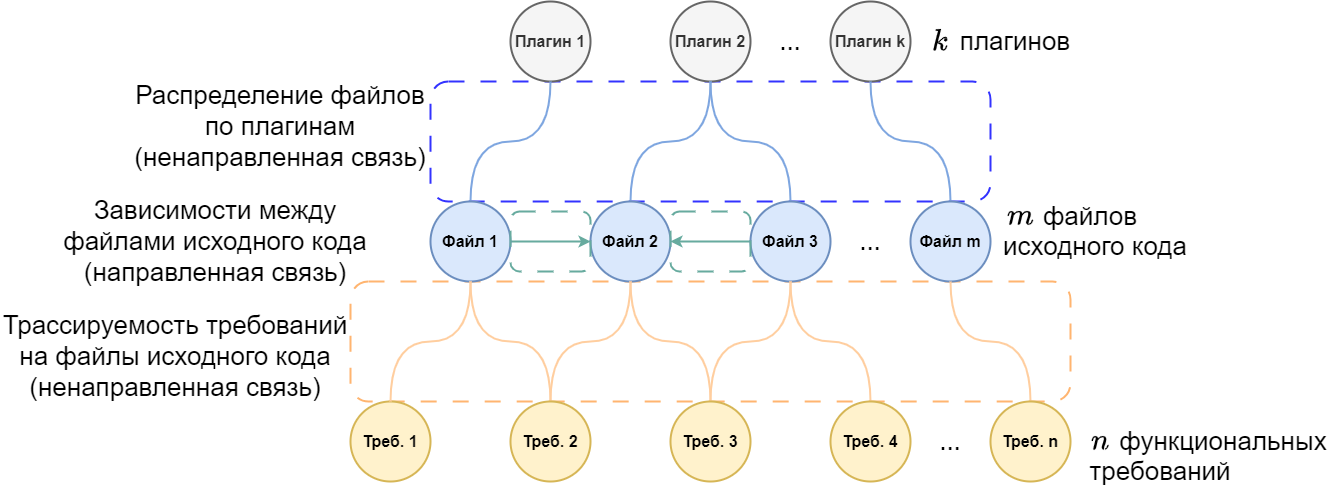 Плагин 1
Плагин 2
...
Плагин k
k плагинов
Распределение файлов
по плагинам
(ненаправленная связь)
Зависимости между
файлами исходного кода
(направленная связь)
Файл 1
Файл 2
Файл 3
...
Файл m
m файлов
исходного кода
Трассируемость требований
на файлы исходного кода
(ненаправленная связь)
Треб. 1
Треб. 2
Треб. 3
Треб. 4
...
Треб. n
n функциональных
требований